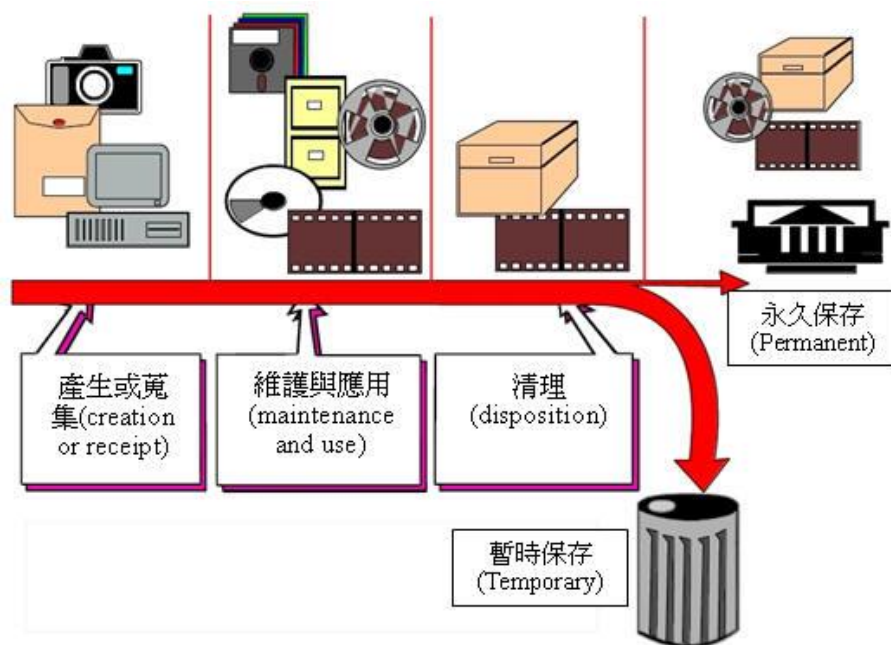 產生或蒐
集(creation
or receipt)
維護與應用
(maintenance
and use)
清理
(disposition)
永久保存
(Permanent)
暫時保存
(Temporary)